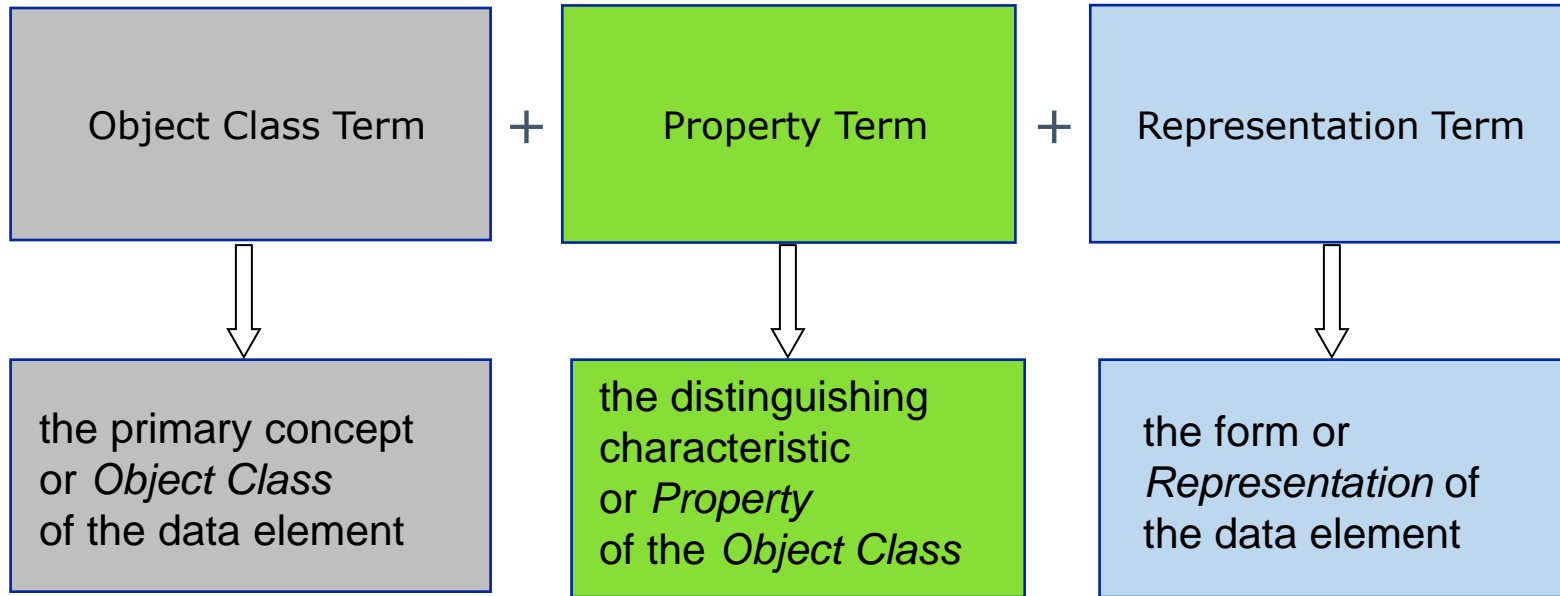 Object Class Term
+
Property Term
+
Representation Term
the primary concept
or Object Class
of the data element
the distinguishing
characteristic
or Property
of the Object Class
the form or
Representation of
the data element